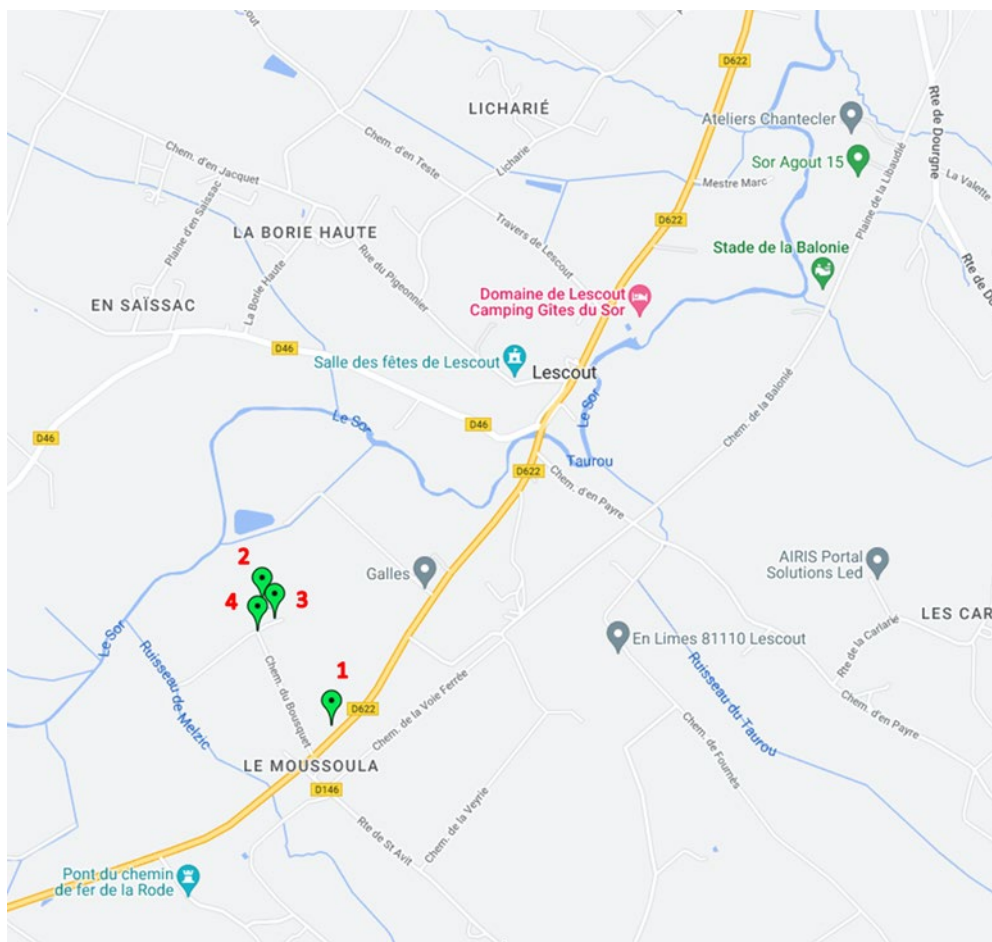 D622
LICHARIÉ
Ateliers Chantecler
Rte de Dourgne
Sor Agout 15
Chem. d'en Jacquet
Chem. d'en Teste
Licharie
La Valette
Mestre Marc
Plaine d'en Saïssac
Plaine de la Libaudié
D622
LA BORIE HAUTE
Travers de Lescout
Rue du Pigeonnier
Stade de la Balonie
Rte de Do
La Borie Haute
Domaine de Lescout
Camping Gîtes du Sor
EN SAÏSSAC
D46
Salle des fêtes de Lescout
Lescout
Le Sor
Le Sor
Chem. de la Balonié
D46
D46
Taurou
D622
Chem. d'en Payre
2
Galles
AIRIS Portal
Solutions Led
4
3
Le Sor
LES CAR
En Limes 81110 Lescout
Ruisseau de Melzic
Chem. du Bousquet
1
Rte de la Carlarié
Ruisseau du Taurou
D622
Chem. de la Voie Ferrée
Chem. d'en Payre
Chem. de Fournès
LE MOUSSOULA
D146
Rte de St Avit
Chem. de la Veyrie
Pont du chemin
de fer de la Rode